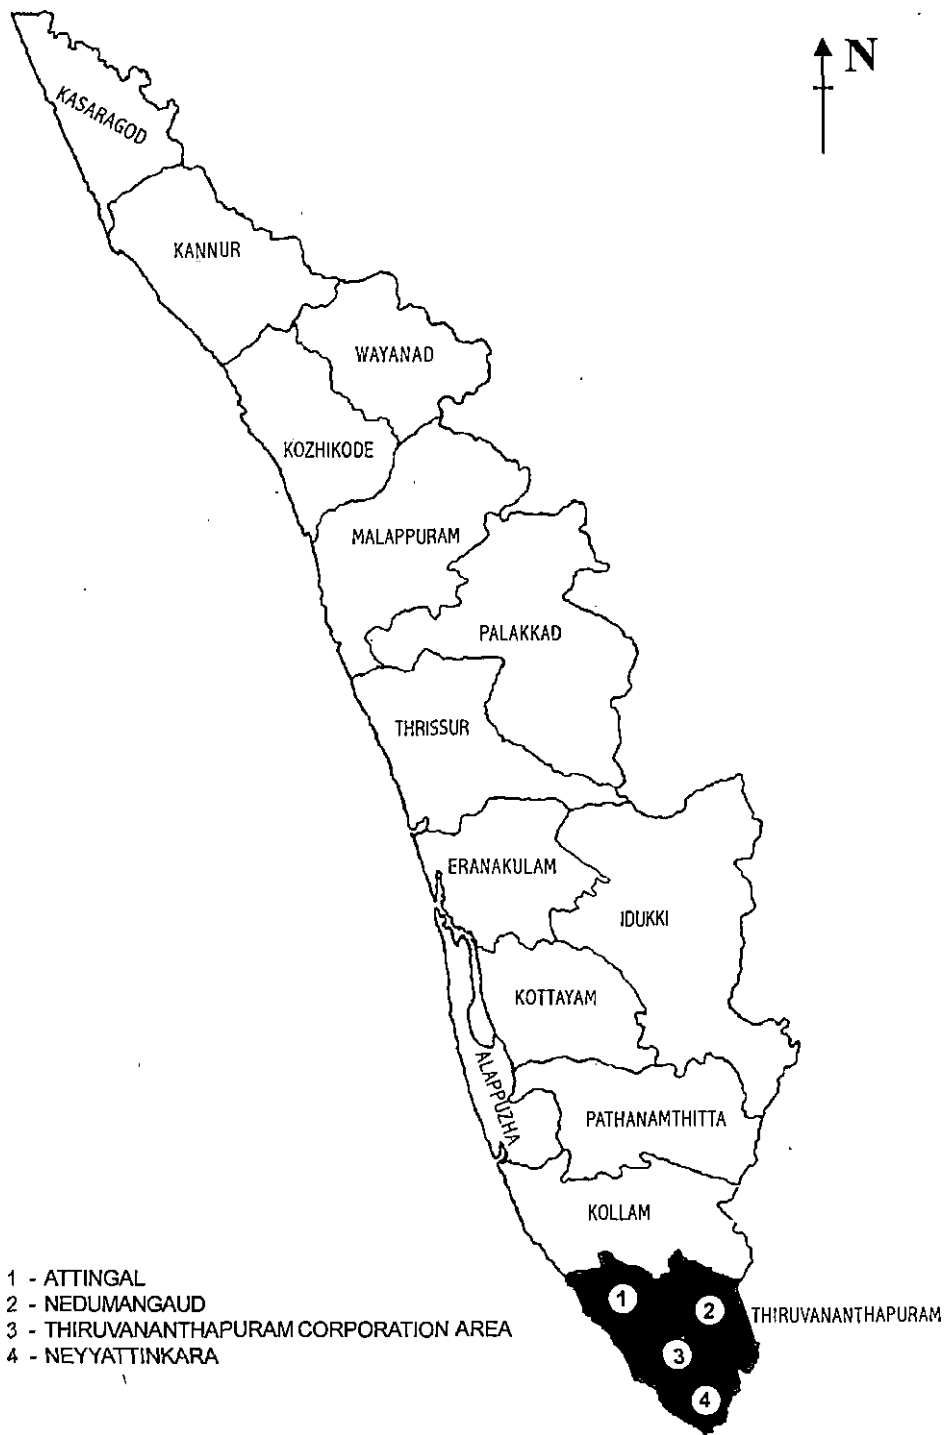 N
KASARAGOD
KANNUR
WAYANAD
KOZHIKODE
MALAPPURAM
PALAKKAD
THRISSUR
ERANAKULAM
IDUKKI
KOTTAYAM
ALAPPUZHA
PATHANAMTHITTA
KOLLAM
1 - ATTINGAL
2 - NEDUMANGAUD
3 - THIRUVANANTHAPURAM CORPORATION AREA
4 - NEYYATTINKARA
1
2
THIRUVANANTHAPURAM
3
4